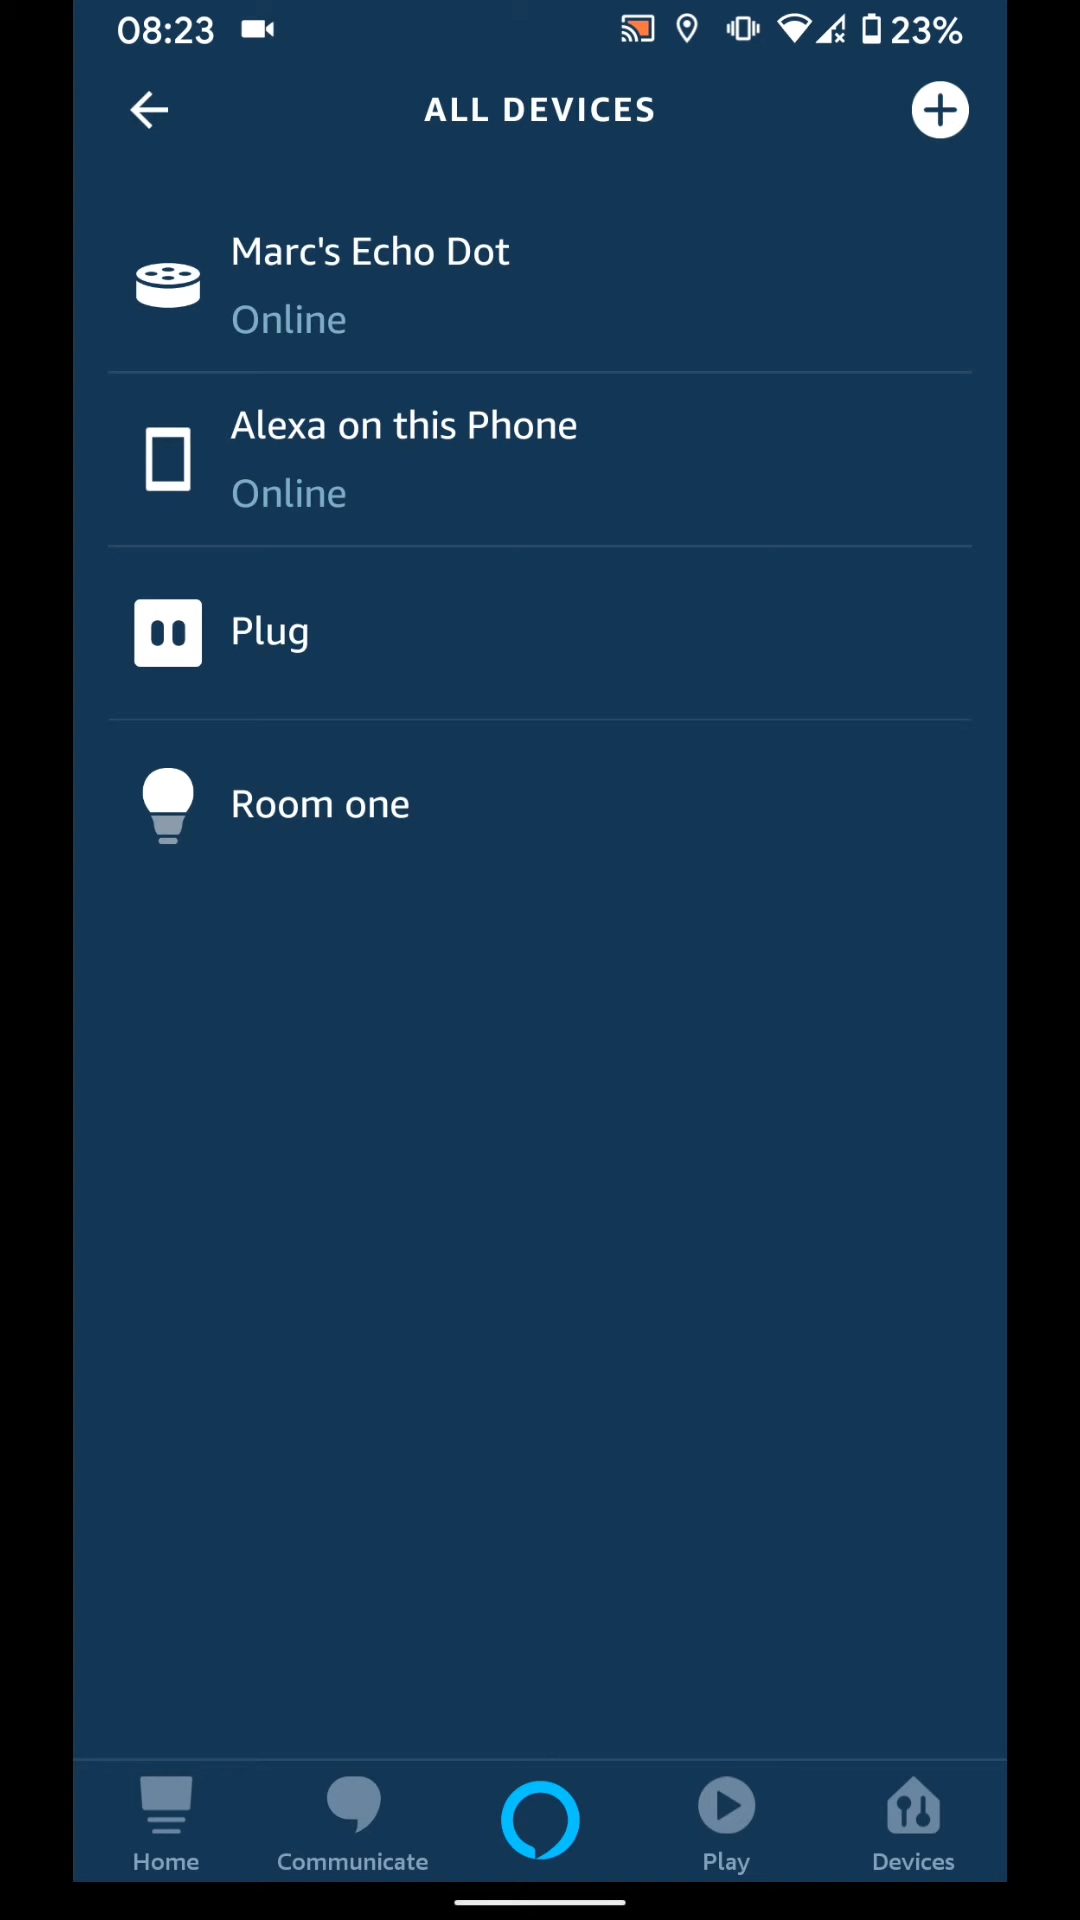 08:23 23%
ALL DEVICES
Marc's Echo Dot
Online
Alexa on this Phone
Online
Plug
Room one
Home Communicate Play Devices